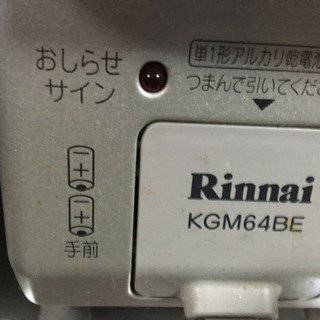 おしらせ
サイン
単1形アルカリ乾電池
つまんで引いてくださ
Rinnai
KGM64BE
手前